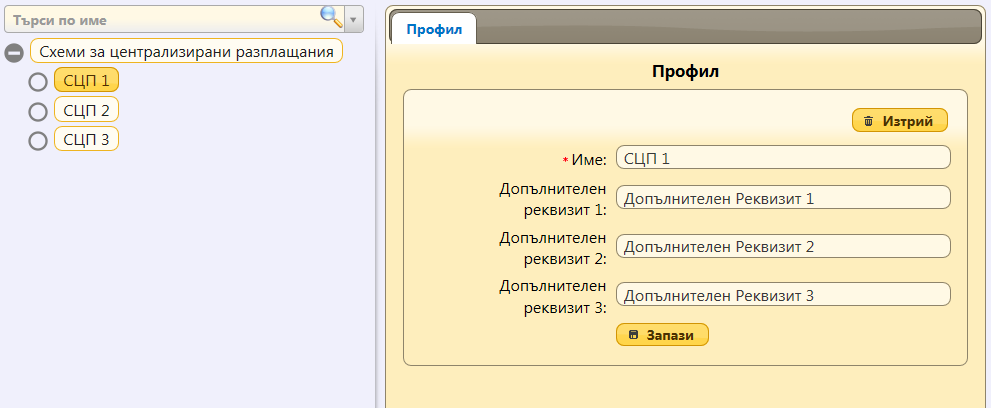 Търси по име
Схеми за централизирани разплащания
СЦП 1
СЦП 2
СЦП 3
Профил
Профил
Изтрий
* Име:
СЦП 1
Допълнителен
реквизит 1:
Допълнителен Реквизит 1
Допълнителен
реквизит 2:
Допълнителен Реквизит 2
Допълнителен
реквизит 3:
Допълнителен Реквизит 3
Запази